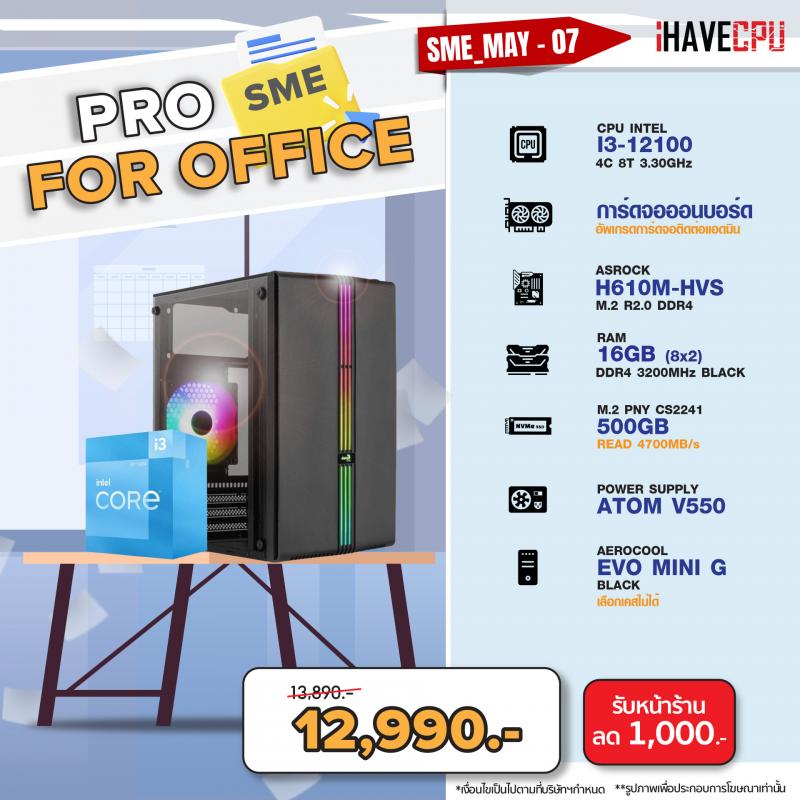 SME_MAY - 07
iHAVECPU
PRO
SME
FOR OFFICE
CPU INTEL
I3-12100
4C 8T 3.30GHz
การ์ดจอออนบอร์ด
อัพเกรดการ์ดจอติดต่อแอดมิน
ASROCK
H610M-HVS
M.2 R2.0 DDR4
RAM
16GB (8x2)
DDR4 3200MHz BLACK
M.2 PNY CS2241
NVMe SSD
500GB
READ 4700MB/s
POWER SUPPLY
ATOM V550
AEROCOOL
EVO MINI G
BLACK
เลือกเคสไม่ได้
CPU
i3
intel
CORE
13,890.-
12,990.-
รับหน้าร้าน
ลด 1,000.-
*เงื่อนไขเป็นไปตามที่บริษัทฯกำหนด **รูปภาพเพื่อประกอบการโฆษณาเท่านั้น